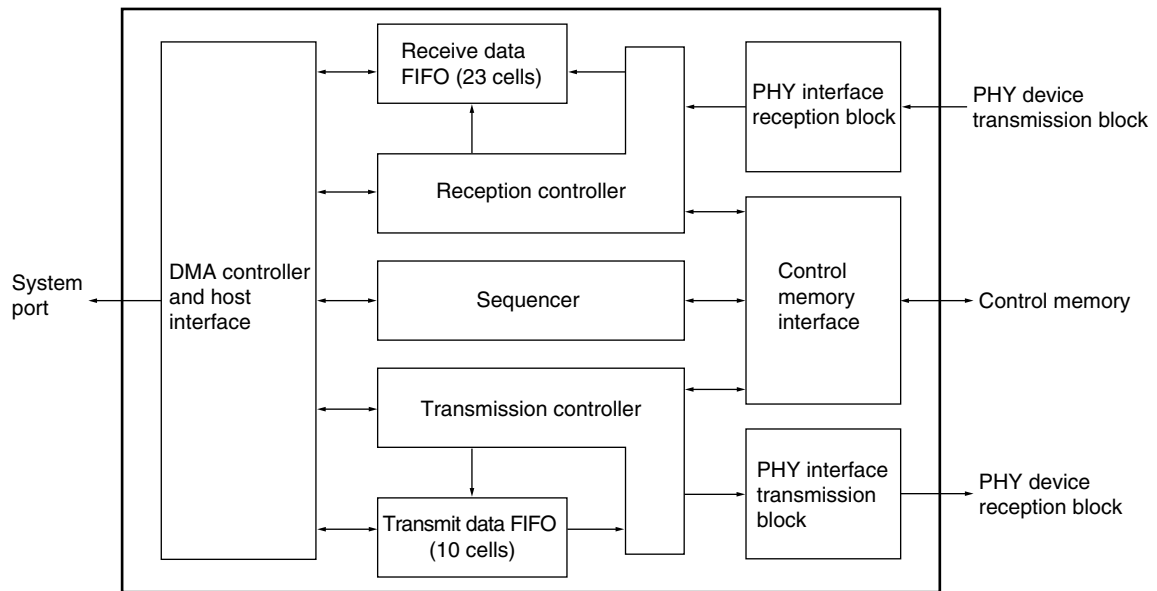 Receive data
FIFO (23 cells)
PHY interface
reception block
PHY device
transmission block
Reception controller
System
port
DMA controller
and host
interface
Sequencer
Control
memory
interface
Control memory
Transmission controller
PHY interface
transmission
block
PHY device
reception block
Transmit data FIFO
(10 cells)